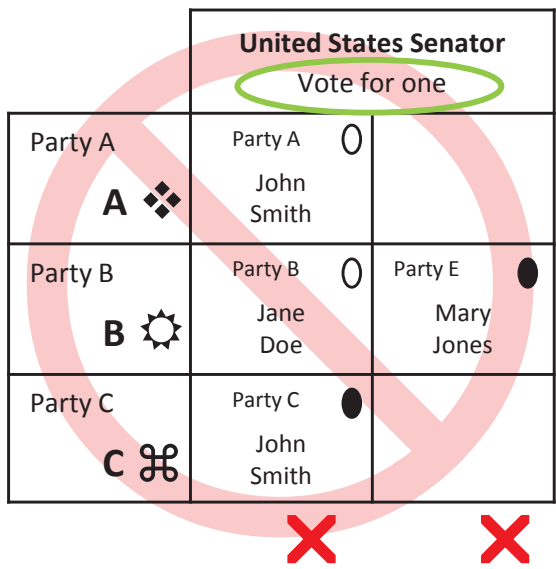 United States Senator
Vote for one
Party A
A
Party A
John
Smith
Party B
B
Party B
Jane
Doe
Party E
Mary
Jones
Party C
C
Party C
John
Smith